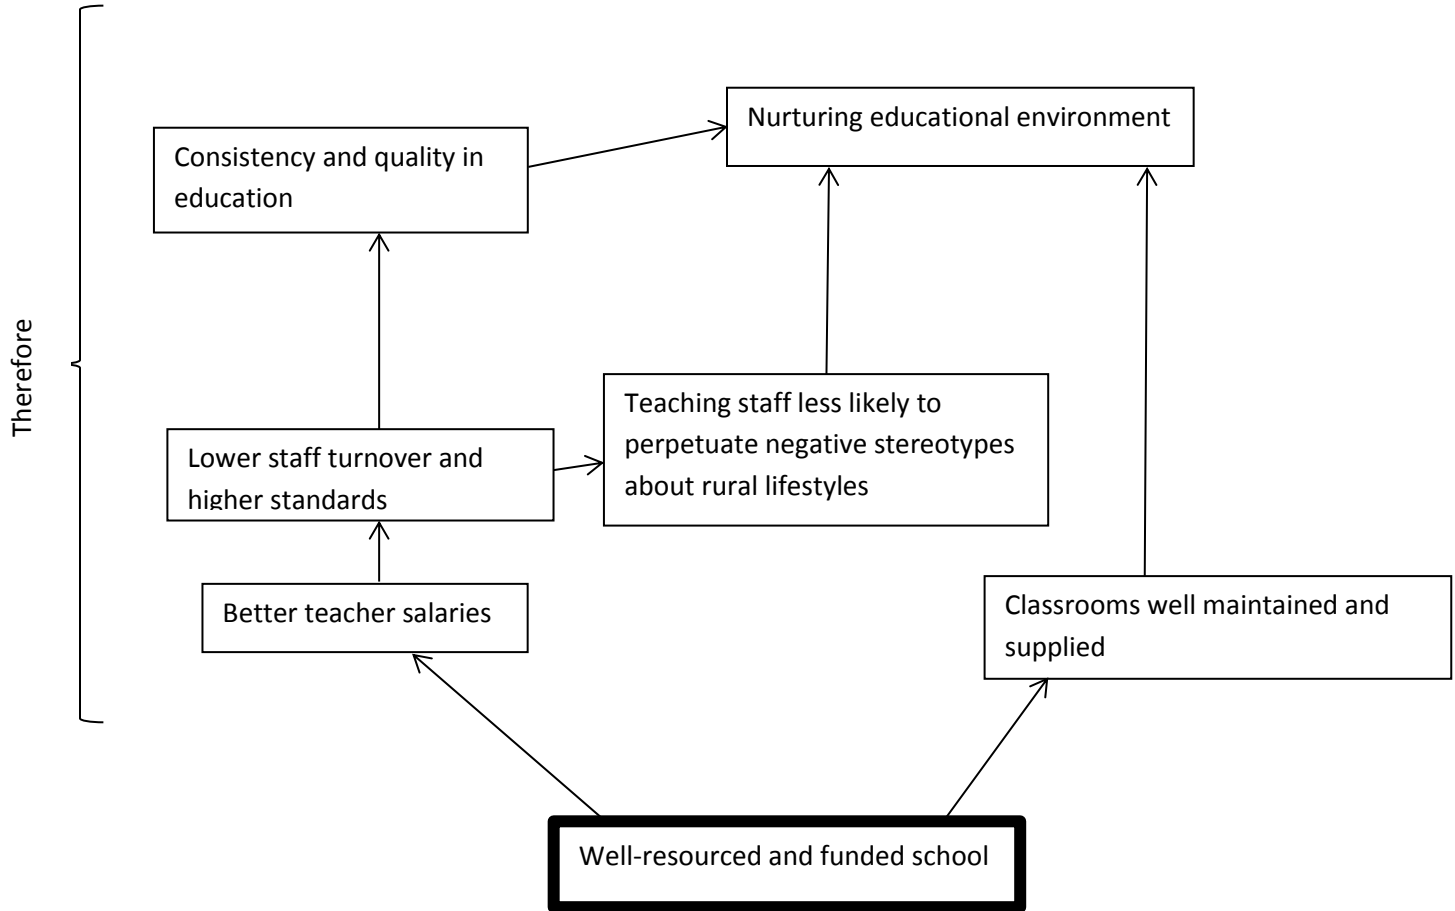 Nurturing educational environment
Consistency and quality in
education
Therefore
Teaching staff less likely to
perpetuate negative stereotypes
about rural lifestyles
Lower staff turnover and
higher standards
Better teacher salaries
Classrooms well maintained and
supplied
Well-resourced and funded school